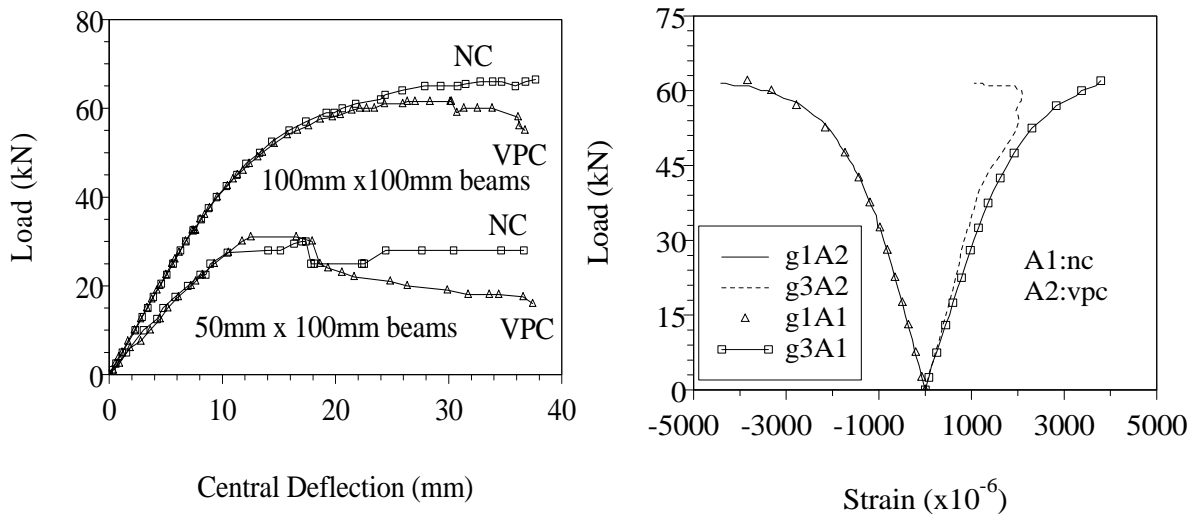 80
60
40
20
0
0
10
20
30
40
Load (kN)
Central Deflection (mm)
NC
VPC
100mm x100mm beams
NC
50mm x 100mm beams
VPC
75
60
45
30
15
0
-5000
-3000
-1000
1000
3000
5000
Load (kN)
Strain (x10-6)
g1A2
g3A2
g1A1
g3A1
A1:nc
A2:vpc